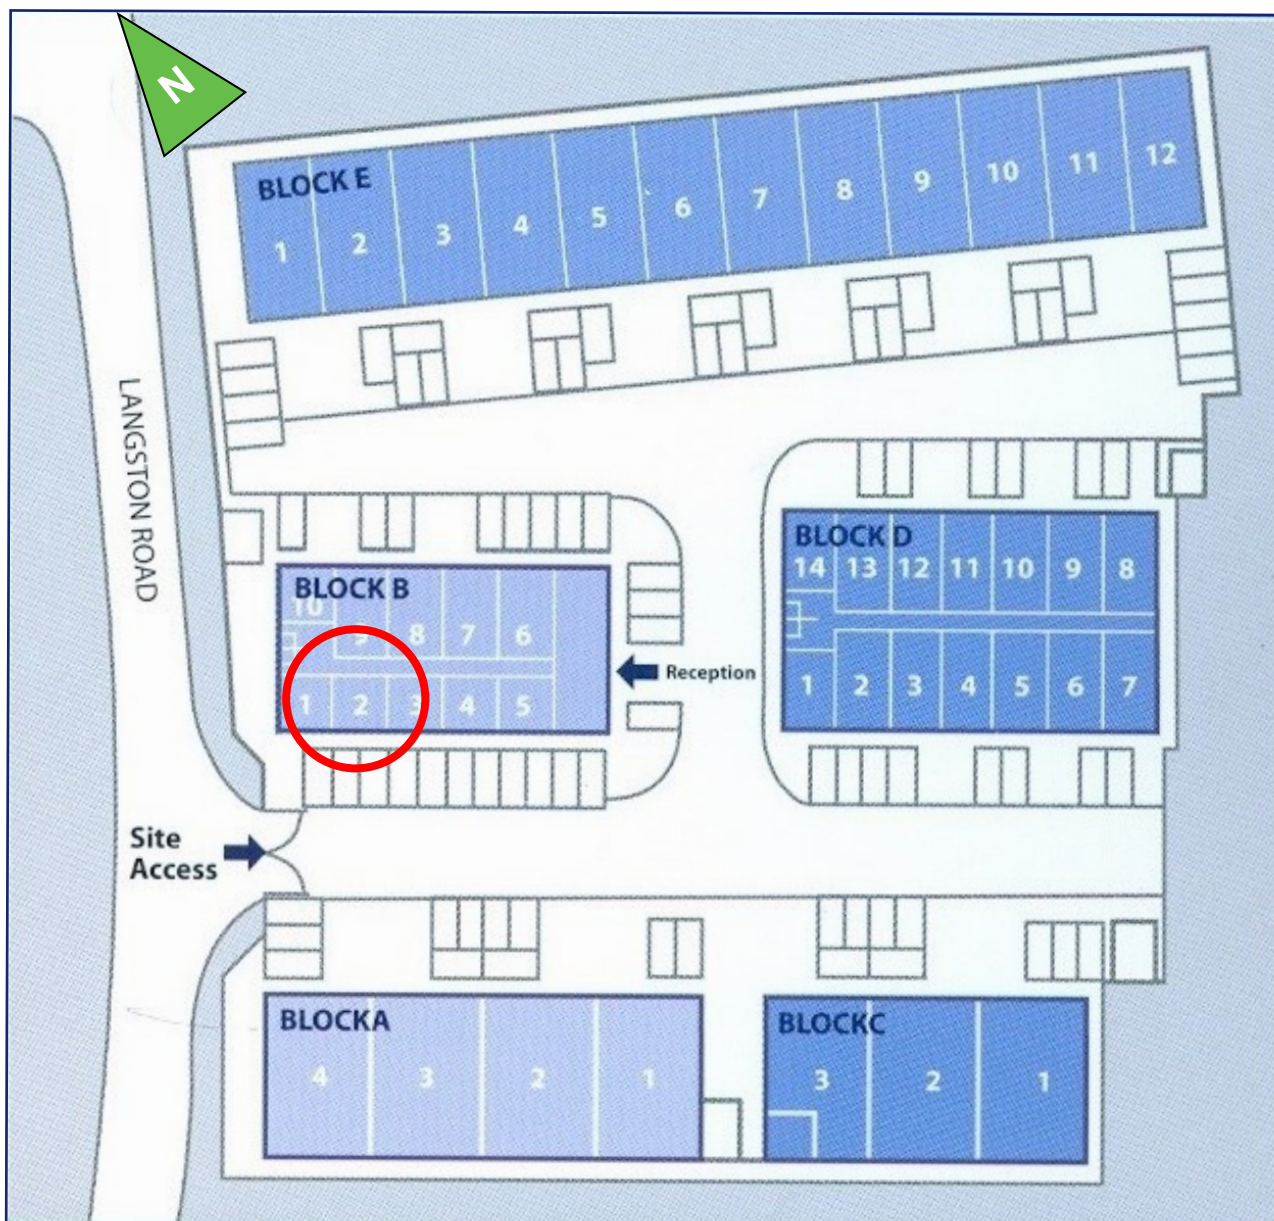 N
BLOCK E
1 2 3 4 5 6 7 8 9 10 11 12
LANGSTON ROAD
BLOCK B
10 9 8 7 6
1 2 3 4 5
Reception
BLOCK D
14 13 12 11 10 9 8
1 2 3 4 5 6 7
Site
Access
BLOCKA
4 3 2 1
BLOCKC
3 2 1